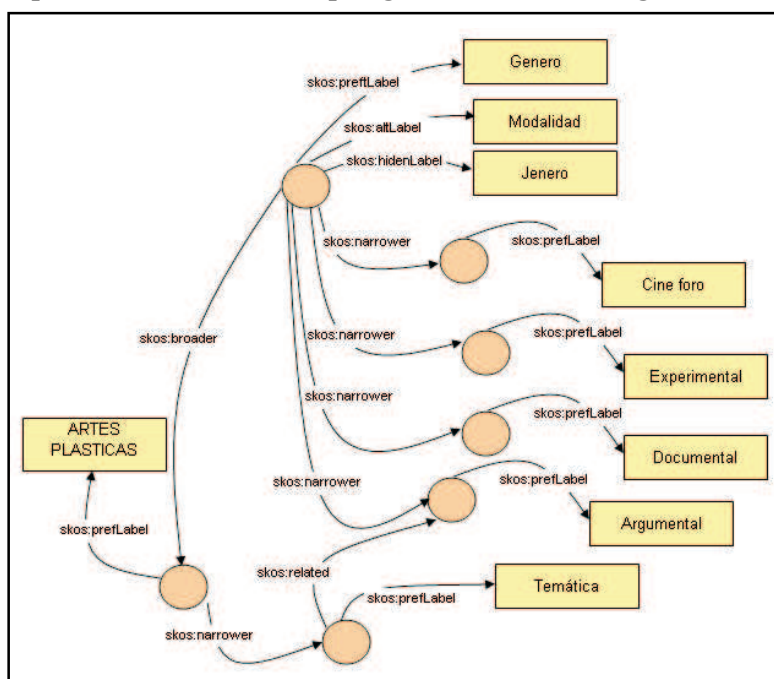 Genero
skos:preftLabel
skos:altLabel
Modalidad
skos:hidenLabel
Jenero
skos:narrower
skos:prefLabel
Cine foro
skos:broader
skos:narrower
skos:prefLabel
Experimental
skos:narrower
skos:prefLabel
ARTES
PLASTICAS
Documental
skos:narrower
skos:prefLabel
Argumental
skos:prefLabel
skos:related
skos:prefLabel
Temática
skos:narrower